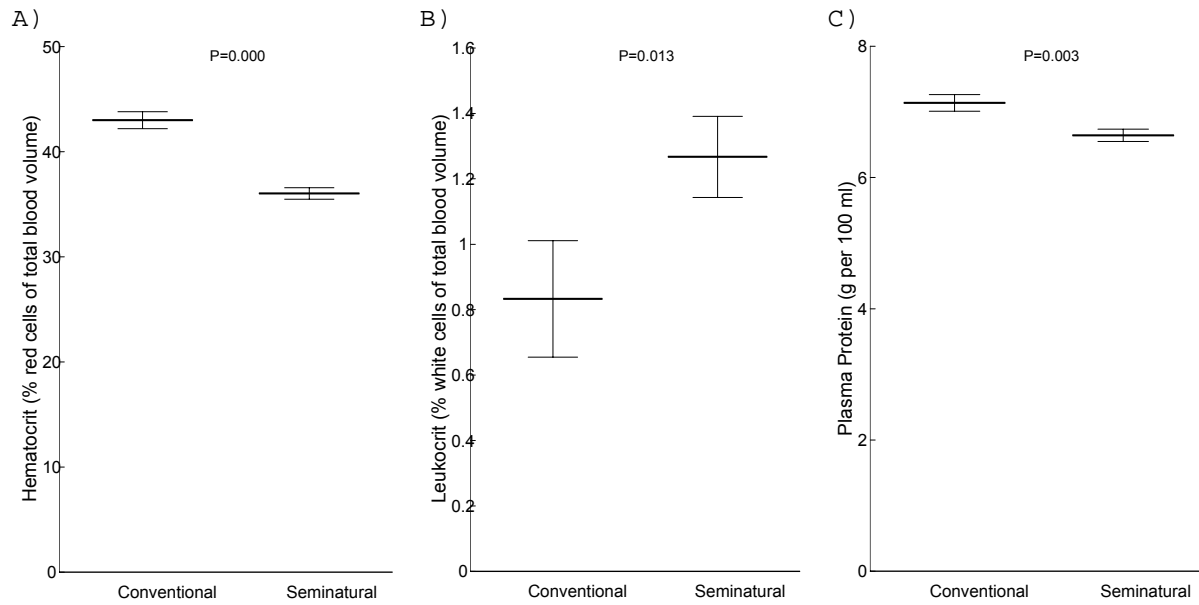 A)
P=0.000
Hematocrit (% red cells of total blood volume)
50
40
30
20
10
0
Conventional
Seminatural
B)
P=0.013
Leukocrit (% white cells of total blood volume)
1.6
1.4
1.2
1
0.8
0.6
0.4
0.2
0
Conventional
Seminatural
C)
P=0.003
Plasma Protein (g per 100 ml)
8
6
4
2
0
Conventional
Seminatural